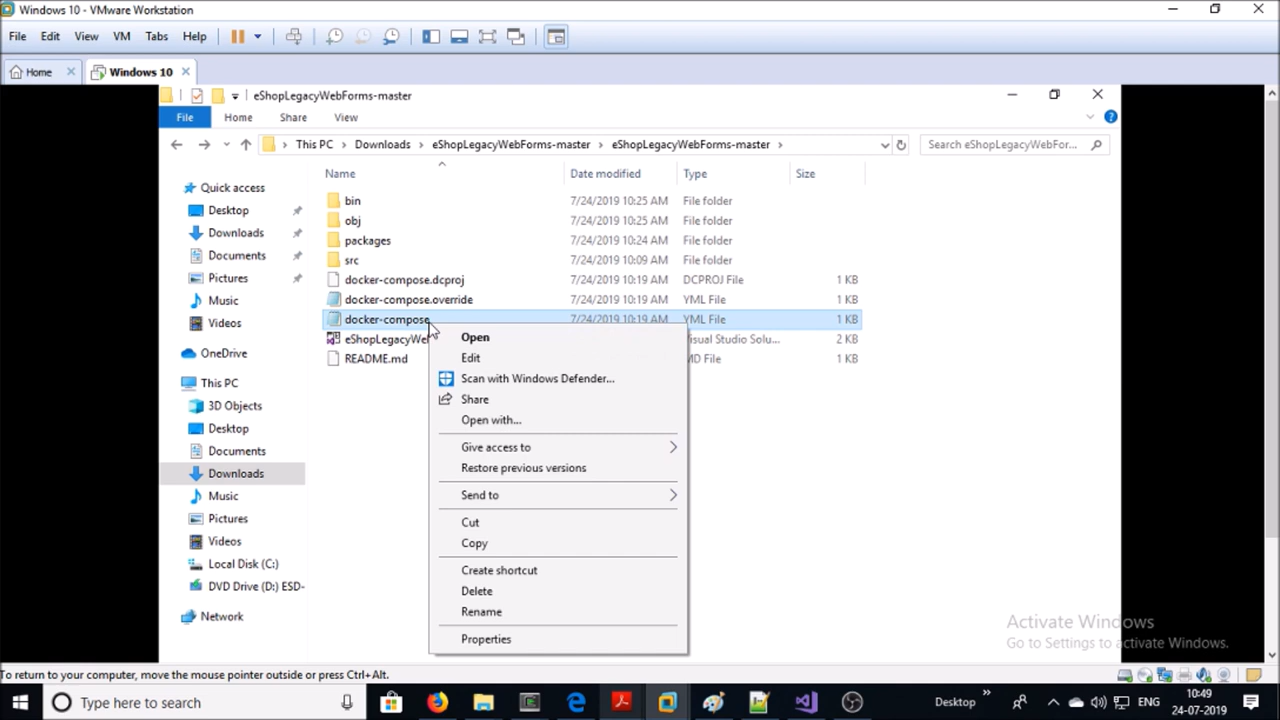 Windows 10 - VMware Workstation
File Edit View VM Tabs Help
Home Windows 10
eShopLegacyWebForms-master
File Home Share View
This PC Downloads eShopLegacyWebForms-master eShopLegacyWebForms-master Search eShopLegacyWebFor...
Name Date modified Type Size
Quick access
Desktop
Downloads
Documents
Pictures
Music
Videos
OneDrive
This PC
3D Objects
Desktop
Documents
Downloads
Music
Pictures
Videos
Local Disk (C:)
DVD Drive (D:) ESD-
Network
bin 7/24/2019 10:25 AM File folder
obj 7/24/2019 10:25 AM File folder
packages 7/24/2019 10:24 AM File folder
src 7/24/2019 10:09 AM File folder
docker-compose.dcproj 7/24/2019 10:19 AM DCPROJ File 1 KB
docker-compose.override 7/24/2019 10:19 AM YML File 1 KB
docker-compose 7/24/2019 10:19 AM YML File 1 KB
eShopLegacyWe isual Studio Solu... 2 KB
README.md MD File 1 KB
Open
Edit
Scan with Windows Defender...
Share
Open with...
Give access to
Restore previous versions
Send to
Cut
Copy
Create shortcut
Delete
Rename
Properties
Activate Windows
Go to Settings to activate Windows.
To return to your computer, move the mouse pointer outside or press Ctrl+Alt.
Type here to search Desktop ENG 10:49
24-07-2019